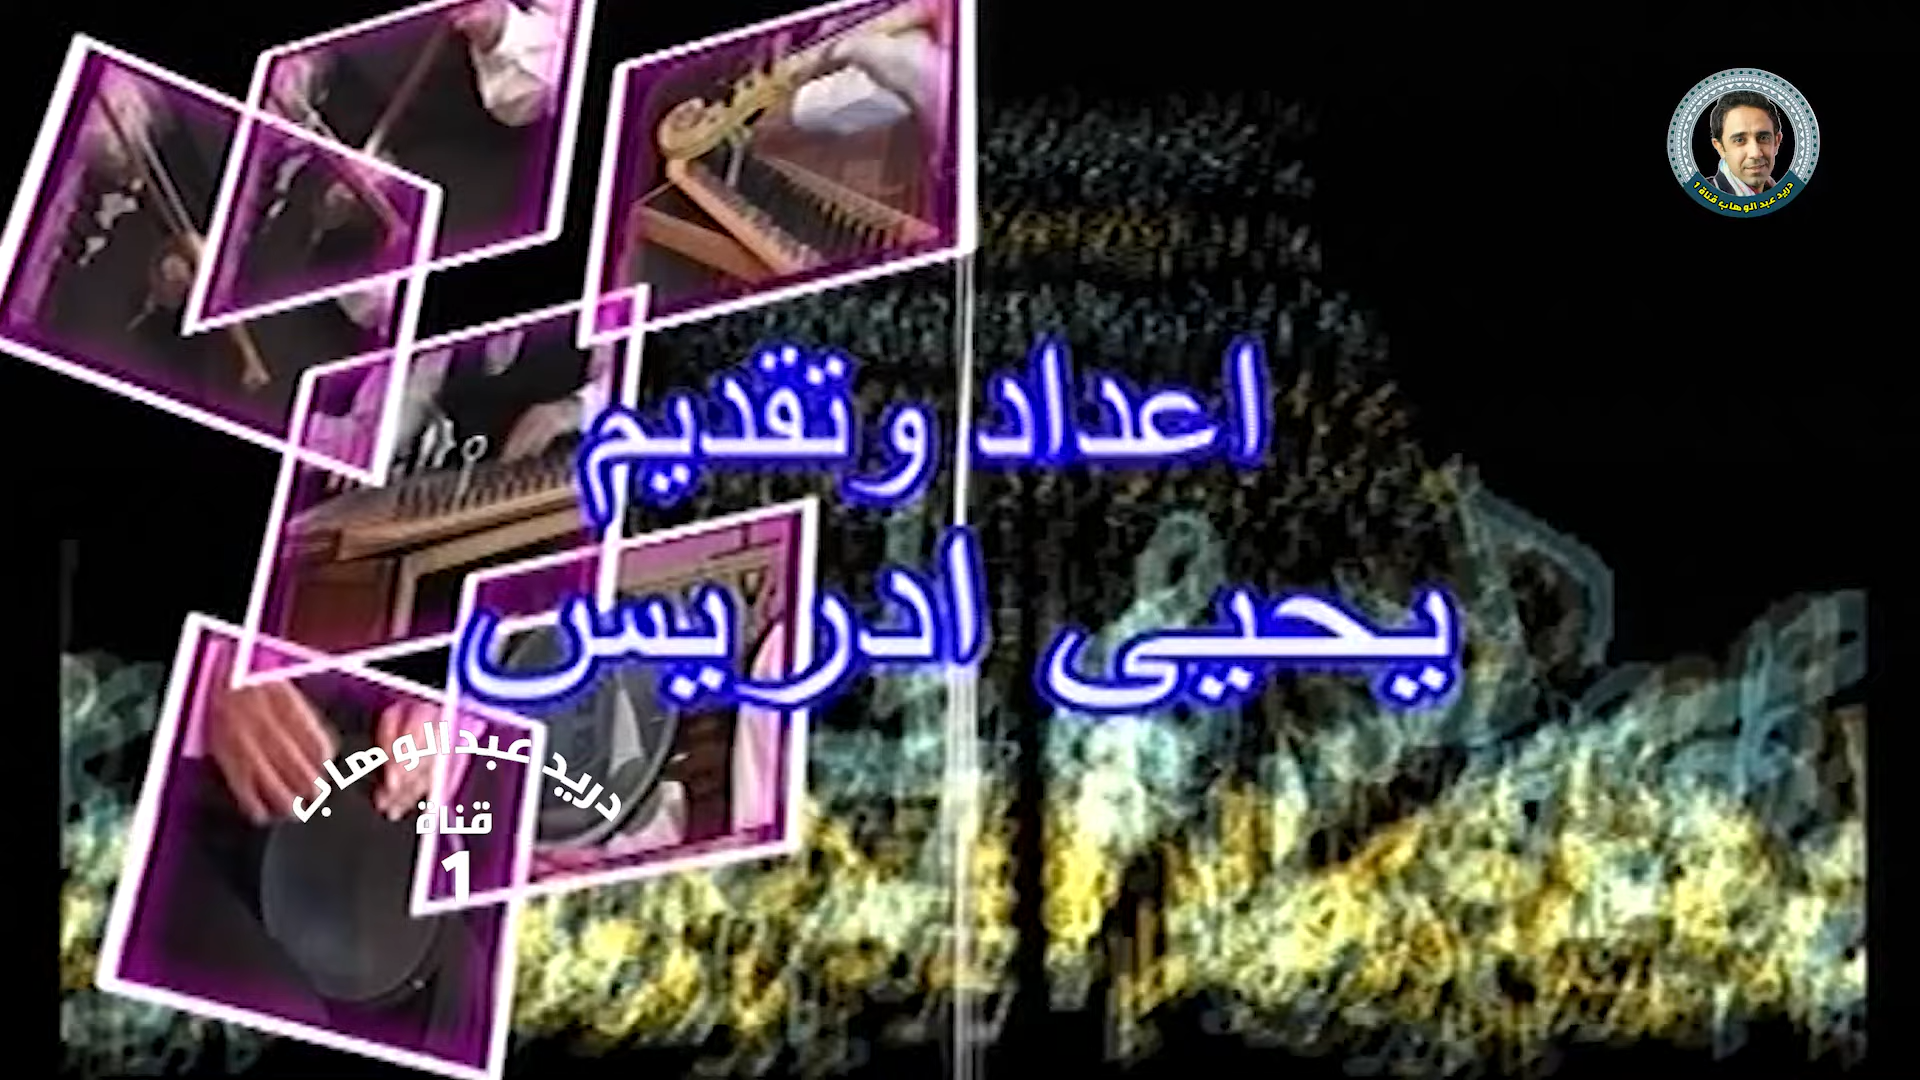 اعداد وتقديم
يحيى ادريس
دريد عبدالوهاب
قناة
1
دريد عبد الوهاب قناة 1